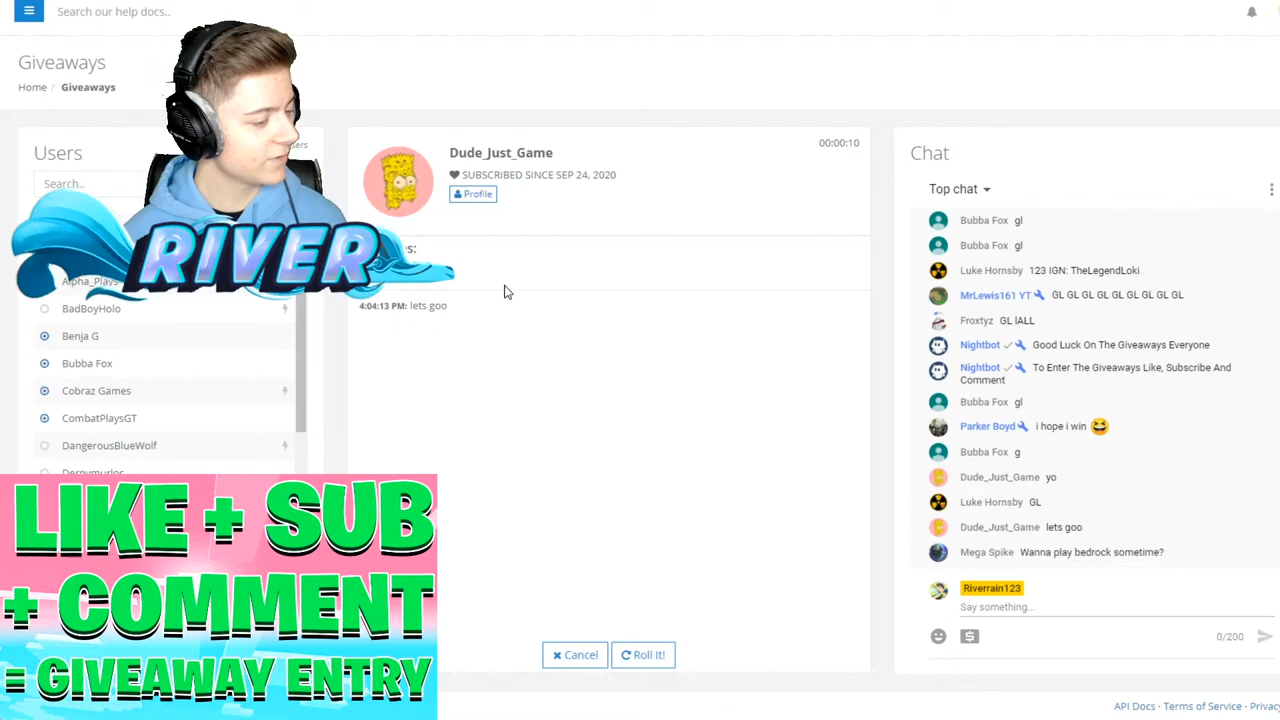 Search our help docs..
Giveaways
Home / Giveaways
Users
Search..
Alpha_Plays
BadBoyHolo
Benja G
Bubba Fox
Cobraz Games
CombatPlaysGT
DangerousBlueWolf
RIVER
LIKE + SUB
+ COMMENT
= GIVEAWAY ENTRY
Dude_Just_Game
00:00:10
SUBSCRIBED SINCE SEP 24, 2020
Profile
4:04:13 PM: lets goo
Cancel
Roll It!
Chat
Top chat
Bubba Fox gl
Bubba Fox gl
Luke Hornsby 123 IGN: TheLegendLoki
MrLewis161 YT GL GL GL GL GL GL GL GL
Froxtyz GL lALL
Nightbot Good Luck On The Giveaways Everyone
Nightbot To Enter The Giveaways Like, Subscribe And
Comment
Bubba Fox gl
Parker Boyd i hope i win
Bubba Fox g
Dude_Just_Game yo
Luke Hornsby GL
Dude_Just_Game lets goo
Mega Spike Wanna play bedrock sometime?
Riverrain123
Say something...
0/200
API Docs · Terms of Service · Privac